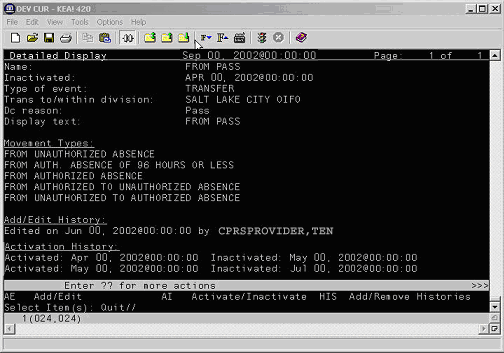 DEV CUR - KEA! 420
File Edit View Tools Options Help
Detailed Display Sep 00, 2002@00:00:00 Page: 1 of 1
Name: FROM PASS
Inactivated: APR 00, 2002@00:00:00
Type of event: TRANSFER
Trans to/within division: SALT LAKE CITY OIFO
Dc reason: Pass
Display text: FROM PASS
Movement Types:
FROM UNAUTHORIZED ABSENCE
FROM AUTH. ABSENCE OF 96 HOURS OR LESS
FROM AUTHORIZED ABSENCE
FROM AUTHORIZED TO UNAUTHORIZED ABSENCE
FROM UNAUTHORIZED TO AUTHORIZED ABSENCE
Add/Edit History:
Edited on Jun 00, 2002@00:00:00 by CPRSPROVIDER,TEN
Activation History:
Activated: Apr 00, 2002@00:00:00 Inactivated: May 00, 2002@00:00:00
Activated: May 00, 2002@00:00:00 Inactivated: Jul 00, 2002@00:00:00
Enter ?? for more actions >>>
AE Add/Edit AI Activate/Inactivate HIS Add/Remove Histories
Select Item(s): Quit//
1(024,024)